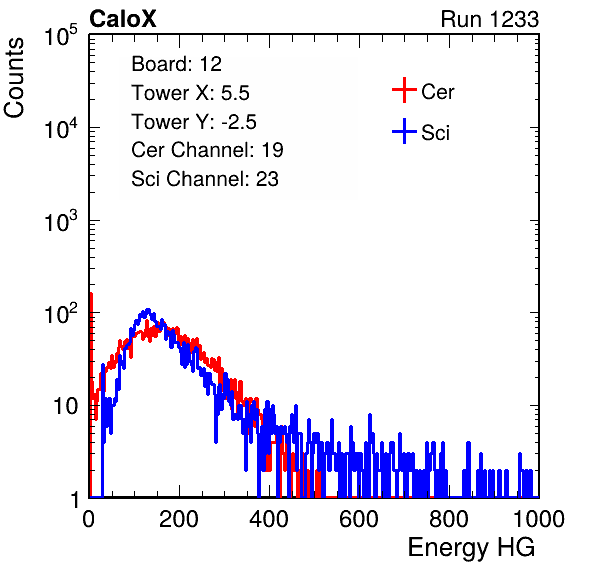 CaloX Run 1233
Counts
Board: 12
Tower X: 5.5
Tower Y: -2.5
Cer Channel: 19
Sci Channel: 23
Cer
Sci
10^5
10^4
10^3
10^2
10
1
0 200 400 600 800 1000
Energy HG